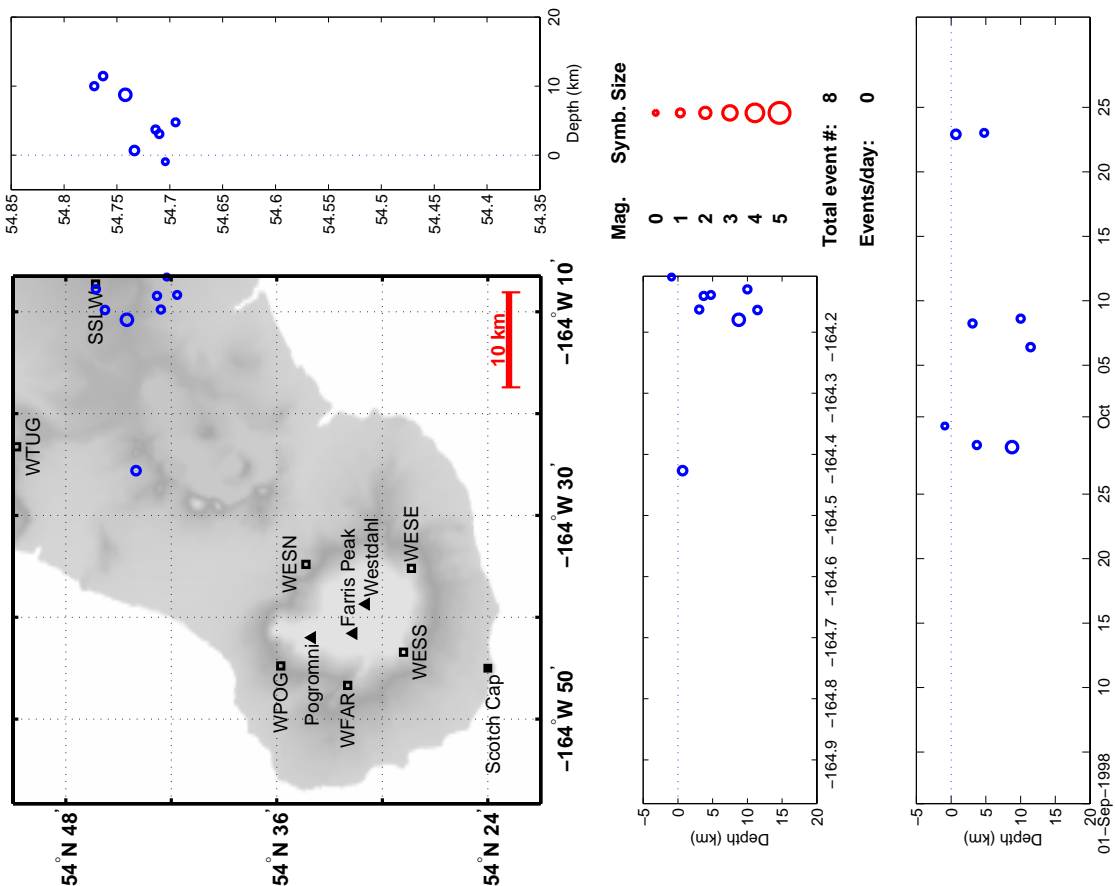 WTUG
SSLW
WESN
WPOG
Pogromni
Farris Peak
Westdahl
WFAR
WESS
WESE
Scotch Cap
10 km
54°N 48'
54°N 36'
54°N 24'
-164°W 50'
-164°W 30'
-164°W 10'
54.85
54.8
54.75
54.7
54.65
54.6
54.55
54.5
54.45
54.4
54.35
0
10
20
Depth (km)
-164.9
-164.8
-164.7
-164.6
-164.5
-164.4
-164.3
-164.2
-5
0
5
10
15
20
Depth (km)
Mag. Symb. Size
0
1
2
3
4
5
Total event #: 8
Events/day: 0
-5
0
5
10
15
20
Depth (km)
01-Sep-1998
10
15
20
25
Oct
05
10
15
22
25